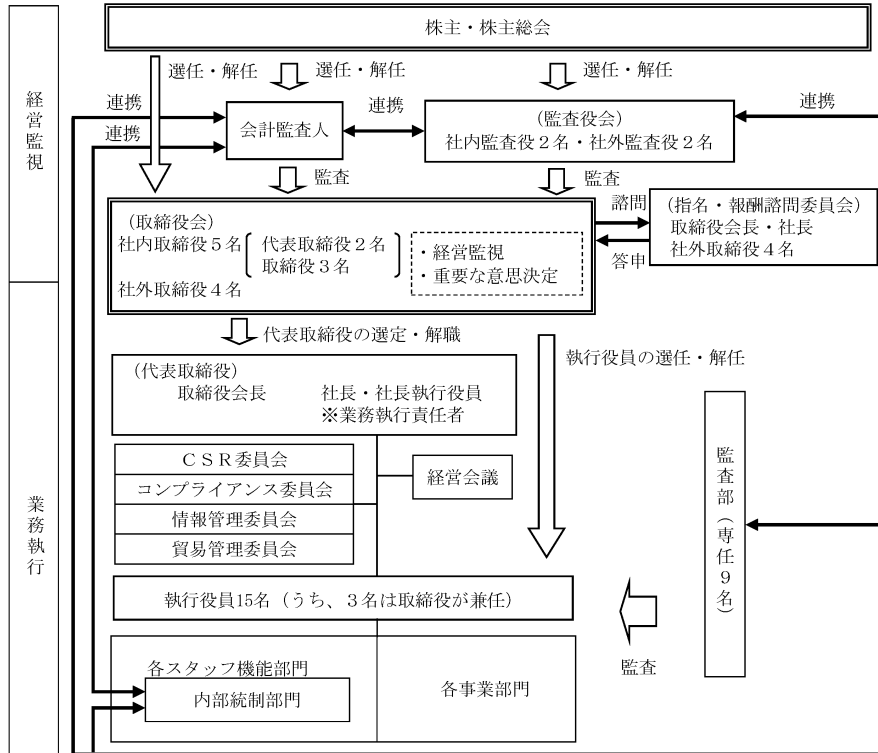 株主・株主総会
選任・解任
選任・解任
選任・解任
経営監視
連携
連携
連携
連携
会計監査人
(監査役会)
社内監査役2名・社外監査役2名
監査
監査
(取締役会)
社内取締役5名
代表取締役2名
取締役3名
社外取締役4名
・経営監視
・重要な意思決定
諮問
答申
(指名・報酬諮問委員会)
取締役会長・社長
社外取締役4名
代表取締役の選定・解職
執行役員の選任・解任
業務執行
(代表取締役)
取締役会長 社長・社長執行役員
※業務執行責任者
CSR委員会
コンプライアンス委員会
情報管理委員会
貿易管理委員会
経営会議
監査部(専任9名)
執行役員15名(うち、3名は取締役が兼任)
監査
各スタッフ機能部門
内部統制部門
各事業部門